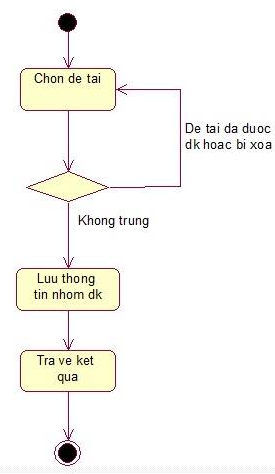 Chon de tai
De tai da duoc
dk hoac bi xoa
Khong trung
Luu thong
tin nhom dk
Tra ve ket
qua